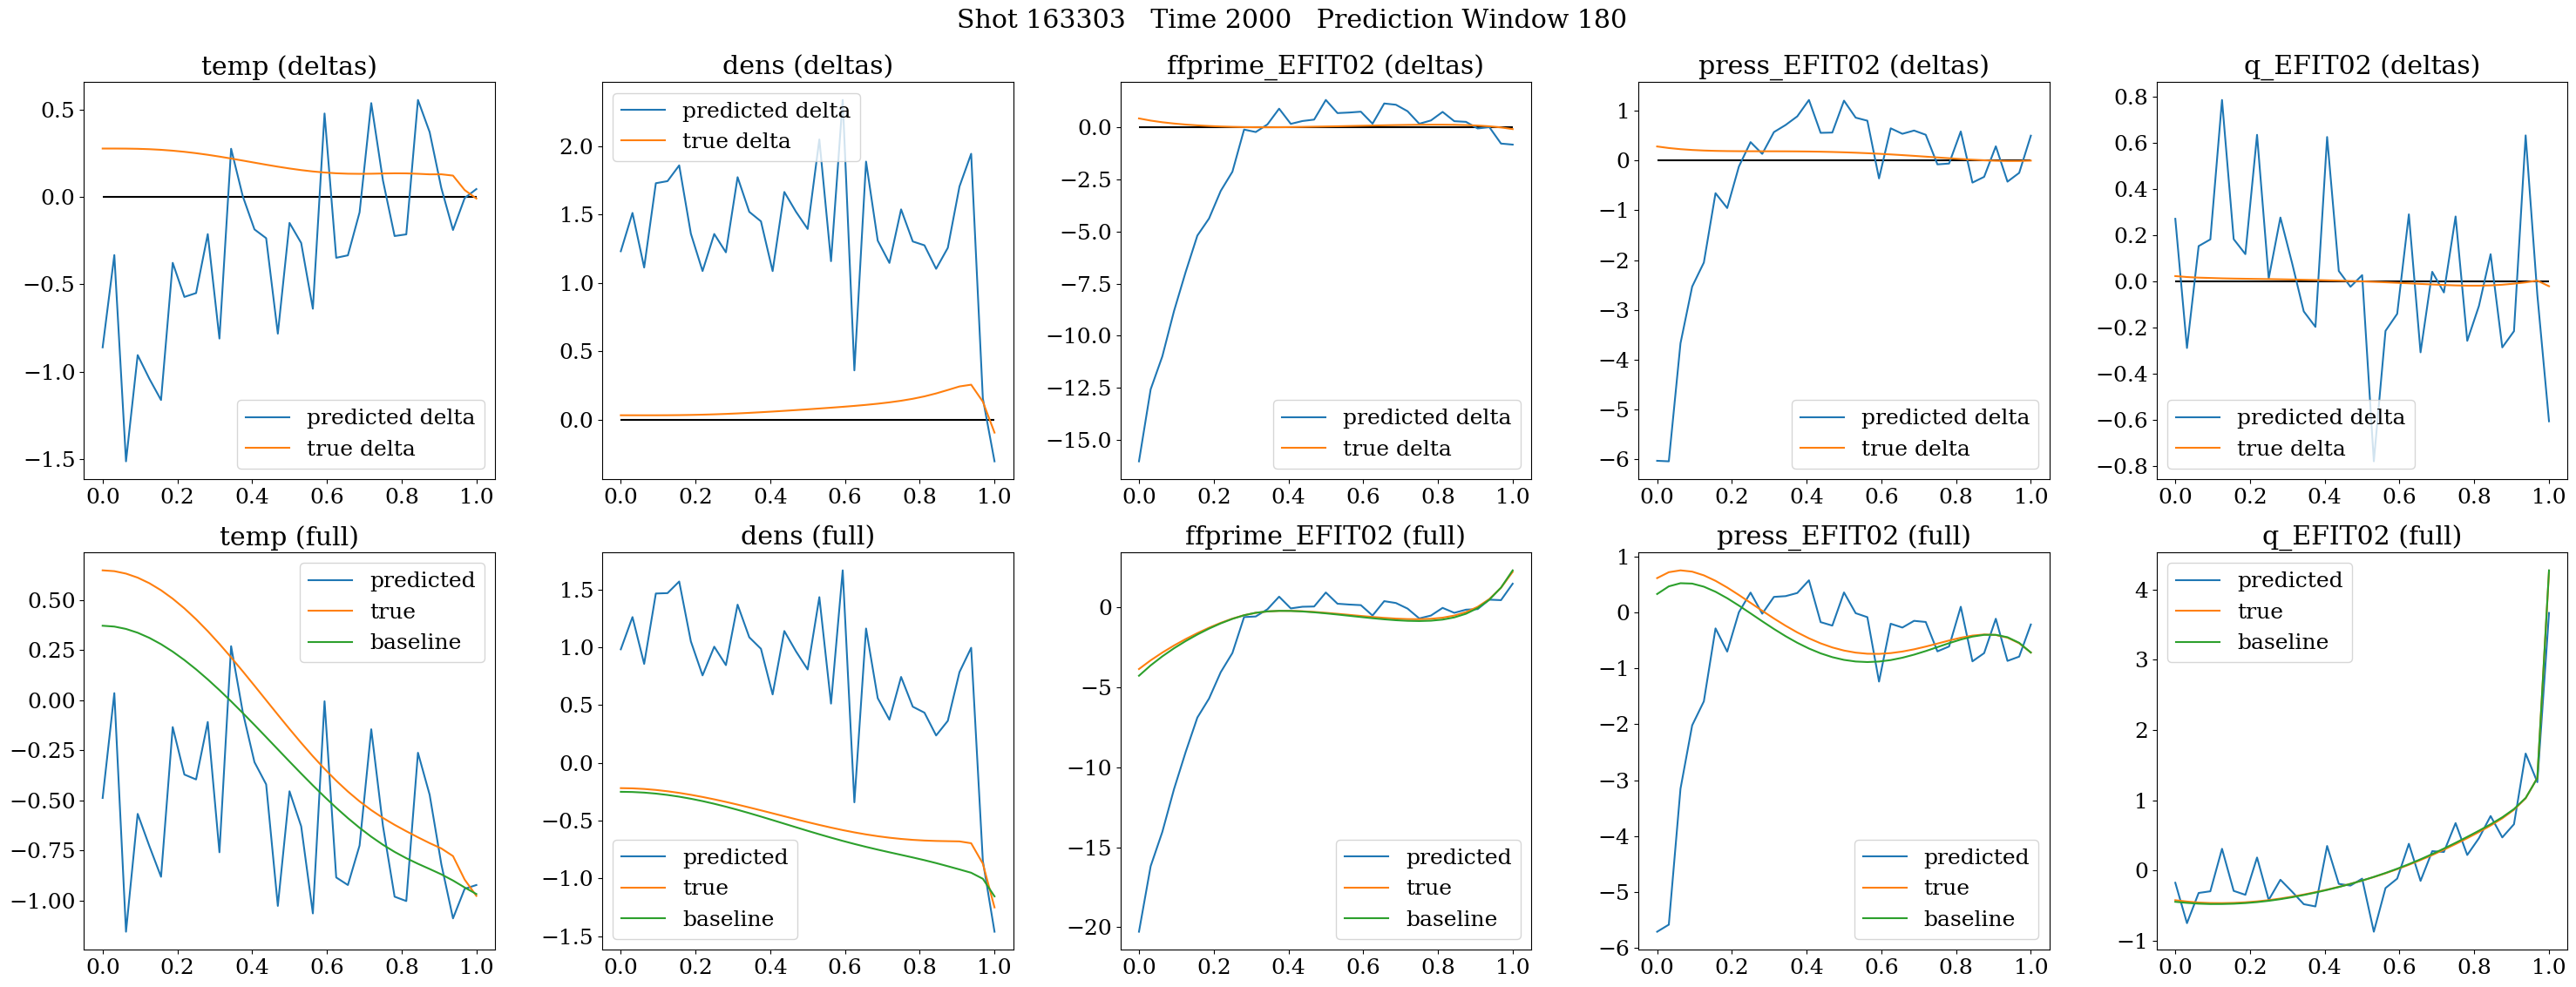 Shot 163303   Time 2000   Prediction Window 180
temp (deltas)
0.5
0.0
−0.5
−1.0
−1.5
predicted delta
true delta
0.0 0.2 0.4 0.6 0.8 1.0
dens (deltas)
predicted delta
true delta
2.0
1.5
1.0
0.5
0.0
0.0 0.2 0.4 0.6 0.8 1.0
ffprime_EFIT02 (deltas)
0.0
−2.5
−5.0
−7.5
−10.0
−12.5
−15.0
predicted delta
true delta
0.0 0.2 0.4 0.6 0.8 1.0
press_EFIT02 (deltas)
1
0
−1
−2
−3
−4
−5
−6
predicted delta
true delta
0.0 0.2 0.4 0.6 0.8 1.0
q_EFIT02 (deltas)
0.8
0.6
0.4
0.2
0.0
−0.2
−0.4
−0.6
−0.8
predicted delta
true delta
0.0 0.2 0.4 0.6 0.8 1.0
temp (full)
predicted
true
baseline
0.50
0.25
0.00
−0.25
−0.50
−0.75
−1.00
0.0 0.2 0.4 0.6 0.8 1.0
dens (full)
1.5
1.0
0.5
0.0
−0.5
−1.0
−1.5
predicted
true
baseline
0.0 0.2 0.4 0.6 0.8 1.0
ffprime_EFIT02 (full)
0
−5
−10
−15
−20
predicted
true
baseline
0.0 0.2 0.4 0.6 0.8 1.0
press_EFIT02 (full)
1
0
−1
−2
−3
−4
−5
−6
predicted
true
baseline
0.0 0.2 0.4 0.6 0.8 1.0
q_EFIT02 (full)
predicted
true
baseline
4
3
2
1
0
−1
0.0 0.2 0.4 0.6 0.8 1.0